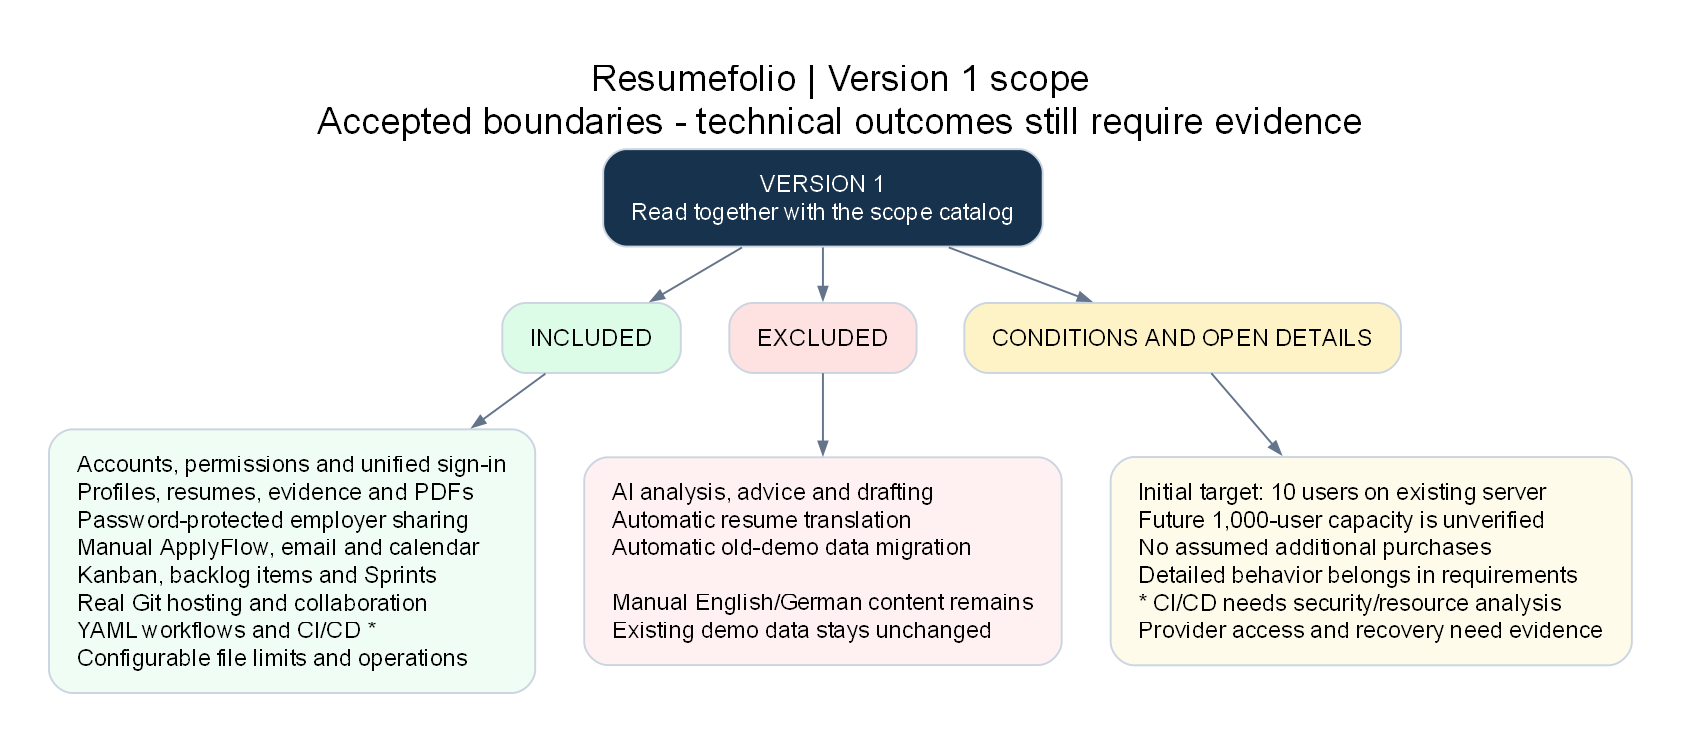 Resumefolio | Version 1 scope
Accepted boundaries - technical outcomes still require evidence
VERSION 1
Read together with the scope catalog
INCLUDED
EXCLUDED
CONDITIONS AND OPEN DETAILS
Accounts, permissions and unified sign-in
Profiles, resumes, evidence and PDFs
Password-protected employer sharing
Manual ApplyFlow, email and calendar
Kanban, backlog items and Sprints
Real Git hosting and collaboration
YAML workflows and CI/CD *
Configurable file limits and operations
AI analysis, advice and drafting
Automatic resume translation
Automatic old-demo data migration
Manual English/German content remains
Existing demo data stays unchanged
Initial target: 10 users on existing server
Future 1,000-user capacity is unverified
No assumed additional purchases
Detailed behavior belongs in requirements
* CI/CD needs security/resource analysis
Provider access and recovery need evidence